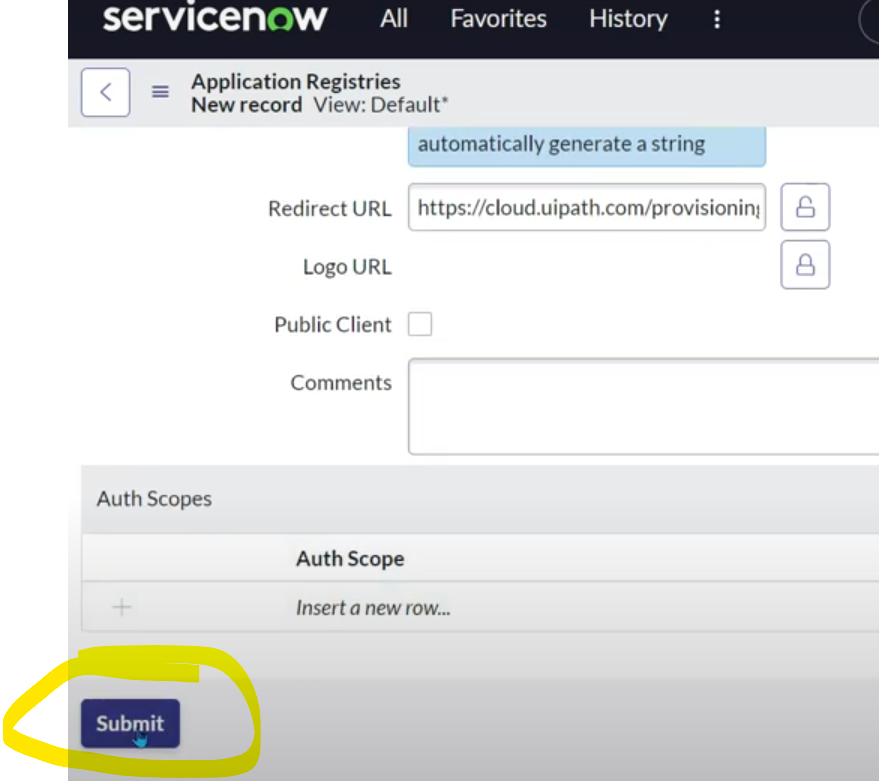 servicenow All Favorites History
Application Registries
New record View: Default*
automatically generate a string
Redirect URL https://cloud.uipath.com/provisioning
Logo URL
Public Client
Comments
Auth Scopes
Auth Scope
Insert a new row...
Submit